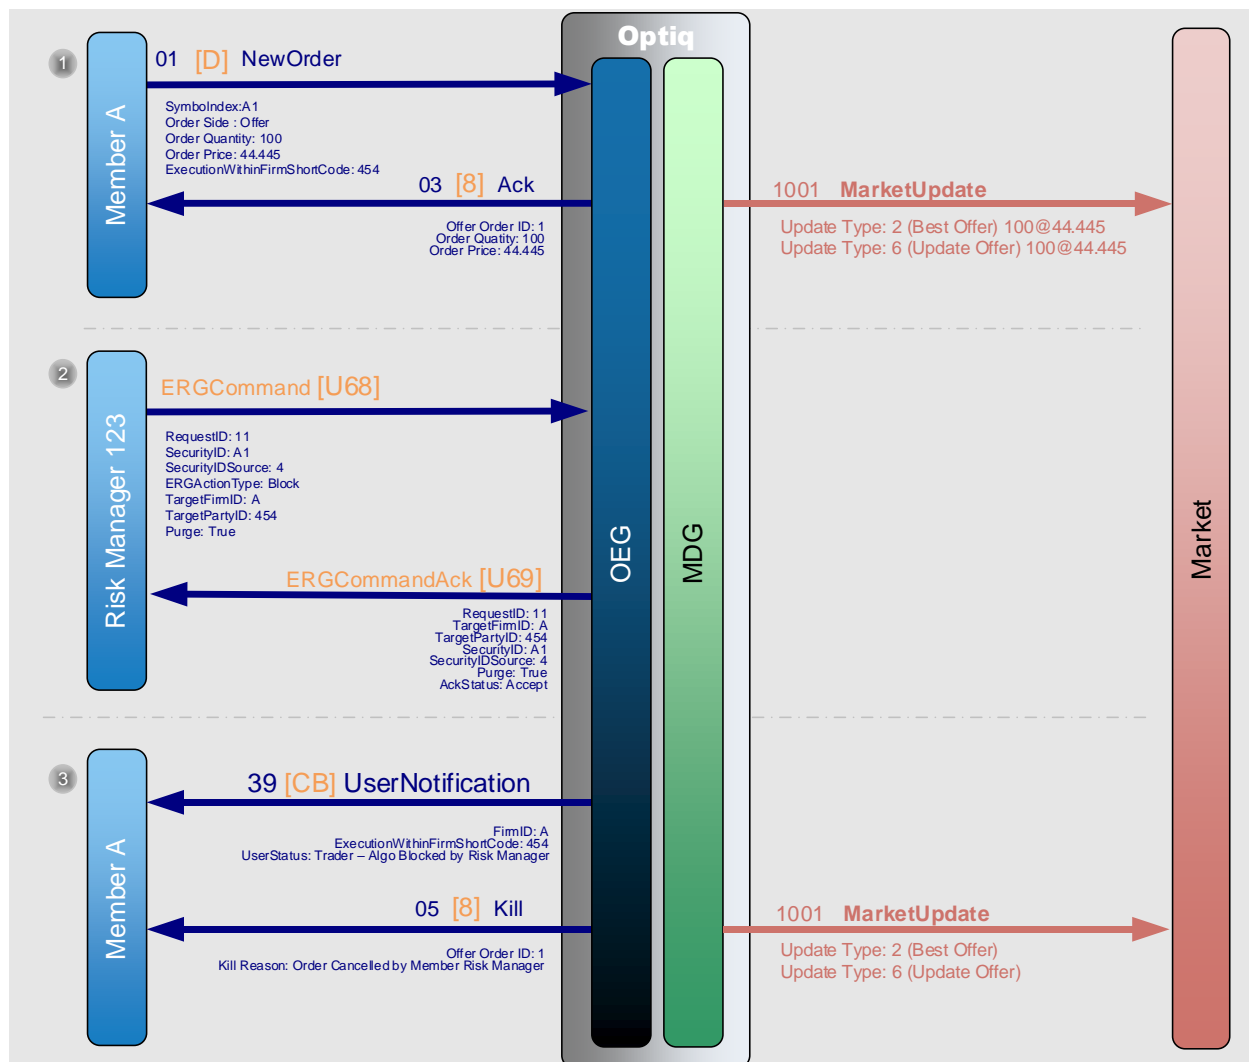 Optiq
1
01 [D] NewOrder
Member A
SymbolIndex:A1
Order Side : Offer
Order Quantity: 100
Order Price: 44.445
ExecutionWithinFirmShortCode: 454
03 [8] Ack
Offer Order ID: 1
Order Quatity: 100
Order Price: 44.445
1001 MarketUpdate
Update Type: 2 (Best Offer) 100@44.445
Update Type: 6 (Update Offer) 100@44.445
2
ERGCommand [U68]
Risk Manager 123
RequestID: 11
SecurityID: A1
SecurityIDSource: 4
ERGActionType: Block
TargetFirmID: A
TargetPartyID: 454
Purge: True
OEG
MDG
Market
ERGCommandAck [U69]
RequestID: 11
TargetFirmID: A
TargetPartyID: 454
SecurityID: A1
SecurityIDSource: 4
Purge: True
AckStatus: Accept
3
39 [CB] UserNotification
Member A
FirmID: A
ExecutionWithinFirmShortCode: 454
UserStatus: Trader – Algo Blocked by Risk Manager
05 [8] Kill
Offer Order ID: 1
Kill Reason: Order Cancelled by Member Risk Manager
1001 MarketUpdate
Update Type: 2 (Best Offer)
Update Type: 6 (Update Offer)